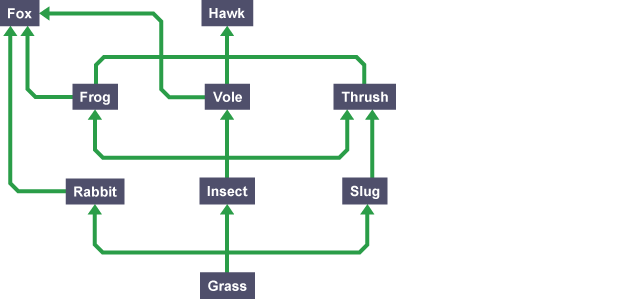 Fox
Hawk
Frog
Vole
Thrush
Rabbit
Insect
Slug
Grass